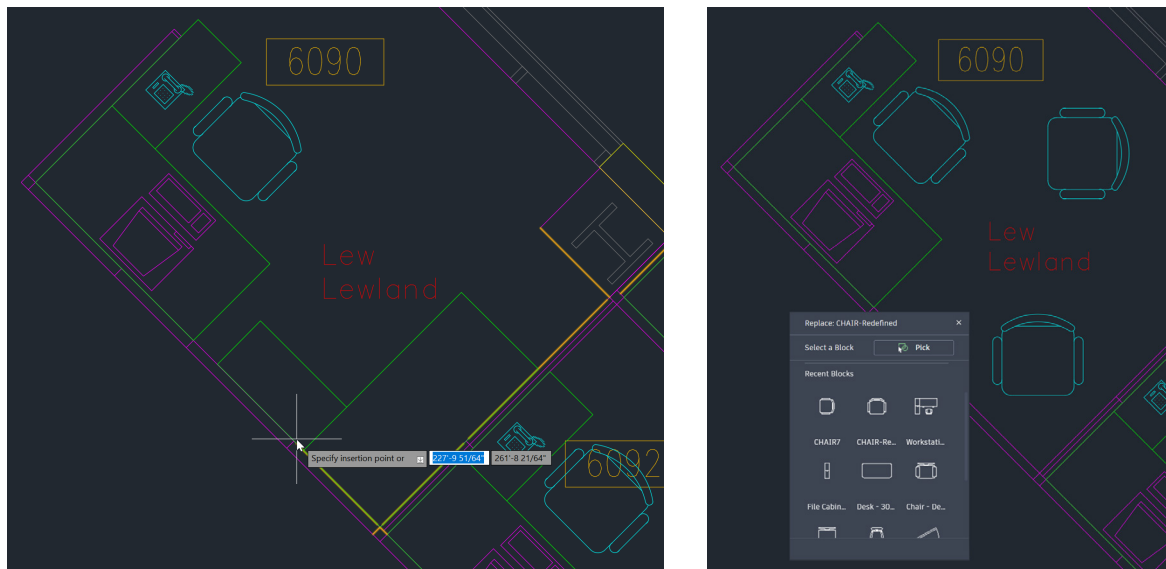 6090
Lew
Lewland
Specify insertion point or
227'-9 51/64"
261'-8 21/64"
6092
6090
Lew
Lewland
Replace: CHAIR-Redefined
Select a Block
Pick
Recent Blocks
CHAIR7
CHAIR-Re...
Workstati...
File Cabin...
Desk - 30...
Chair - De...